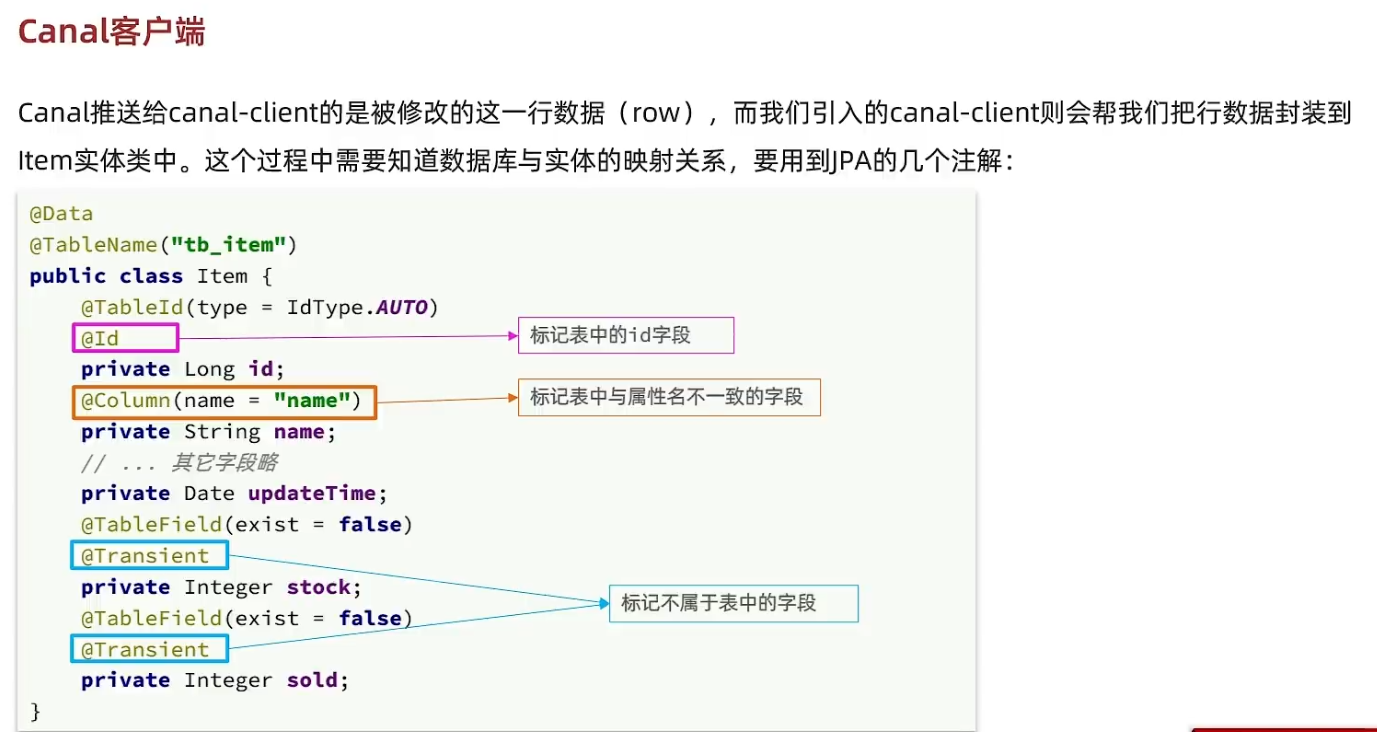 Canal客户端
Canal推送给canal-client的是被修改的这一行数据（row），而我们引入的canal-client则会帮我们把行数据封装到
Item实体类中。这个过程中需要知道数据库与实体的映射关系，要用到JPA的几个注解：
@Data
@TableName("tb_item")
public class Item {
@TableId(type = IdType.AUTO)
@Id
标记表中的id字段
private Long id;
@Column(name = "name")
标记表中与属性名不一致的字段
private String name;
// ... 其它字段略
private Date updateTime;
@TableField(exist = false)
@Transient
private Integer stock;
标记不属于表中的字段
@TableField(exist = false)
@Transient
private Integer sold;
}